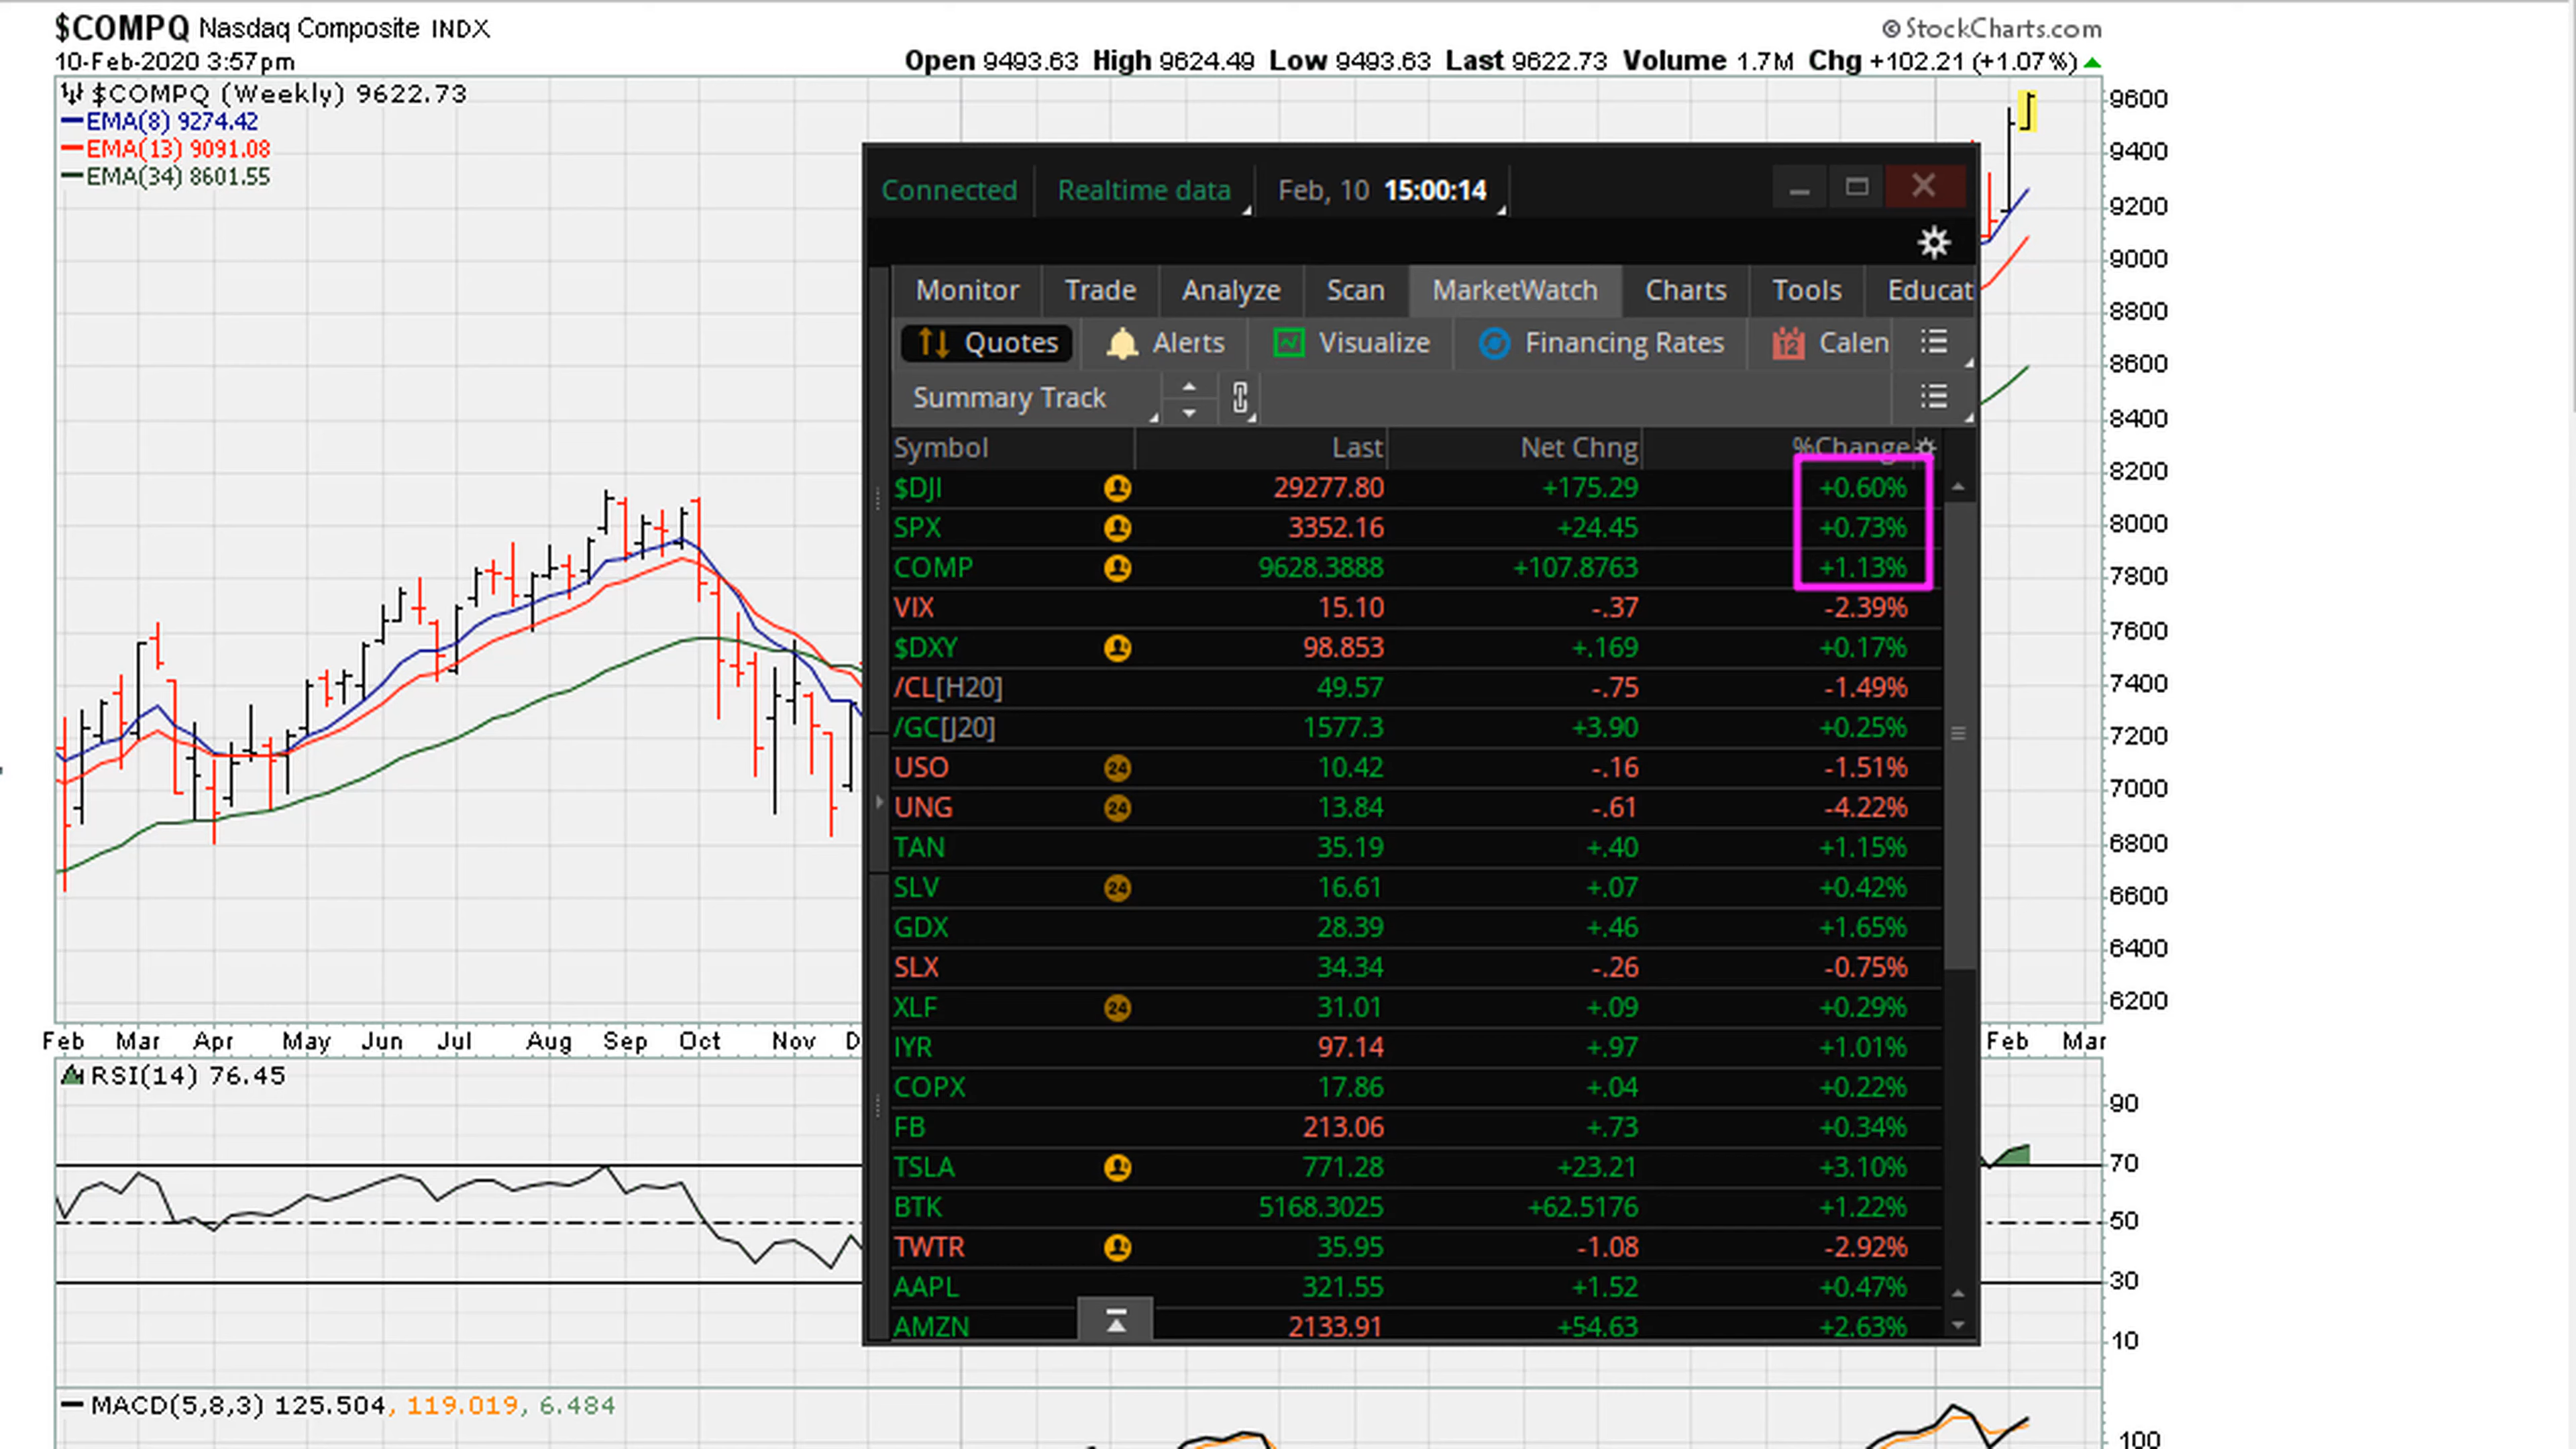 $COMPQ Nasdaq Composite INDX
© StockCharts.com
10-Feb-2020 3:57pm
Open 9493.63 High 9624.49 Low 9493.63 Last 9622.73 Volume 1.7M Chg +102.21 (+1.07%)
$COMPQ (Weekly) 9622.73
EMA(8) 9274.42
EMA(13) 9091.08
EMA(34) 8601.55
9600
9400
9200
9000
8800
8600
8400
8200
8000
7800
7600
7400
7200
7000
6800
6600
6400
6200
Connected Realtime data Feb, 10 15:00:14
Monitor Trade Analyze Scan MarketWatch Charts Tools Educat
Quotes Alerts Visualize Financing Rates 12 Calen
Summary Track
Symbol Last Net Chng %Change
$DJI 29277.80 +175.29 +0.60%
SPX 3352.16 +24.45 +0.73%
COMP 9628.3888 +107.8763 +1.13%
VIX 15.10 -.37 -2.39%
$DXY 98.853 +.169 +0.17%
/CL[H20] 49.57 -.75 -1.49%
/GC[J20] 1577.3 +3.90 +0.25%
USO 24 10.42 -.16 -1.51%
UNG 24 13.84 -.61 -4.22%
TAN 35.19 +.40 +1.15%
SLV 24 16.61 +.07 +0.42%
GDX 28.39 +.46 +1.65%
SLX 34.34 -.26 -0.75%
XLF 24 31.01 +.09 +0.29%
IYR 97.14 +.97 +1.01%
COPX 17.86 +.04 +0.22%
FB 213.06 +.73 +0.34%
TSLA 771.28 +23.21 +3.10%
BTK 5168.3025 +62.5176 +1.22%
TWTR 35.95 -1.08 -2.92%
AAPL 321.55 +1.52 +0.47%
AMZN 2133.91 +54.63 +2.63%
Feb Mar Apr May Jun Jul Aug Sep Oct Nov D Feb Mar
RSI(14) 76.45
90
70
50
30
10
MACD(5,8,3) 125.504, 119.019, 6.484
100